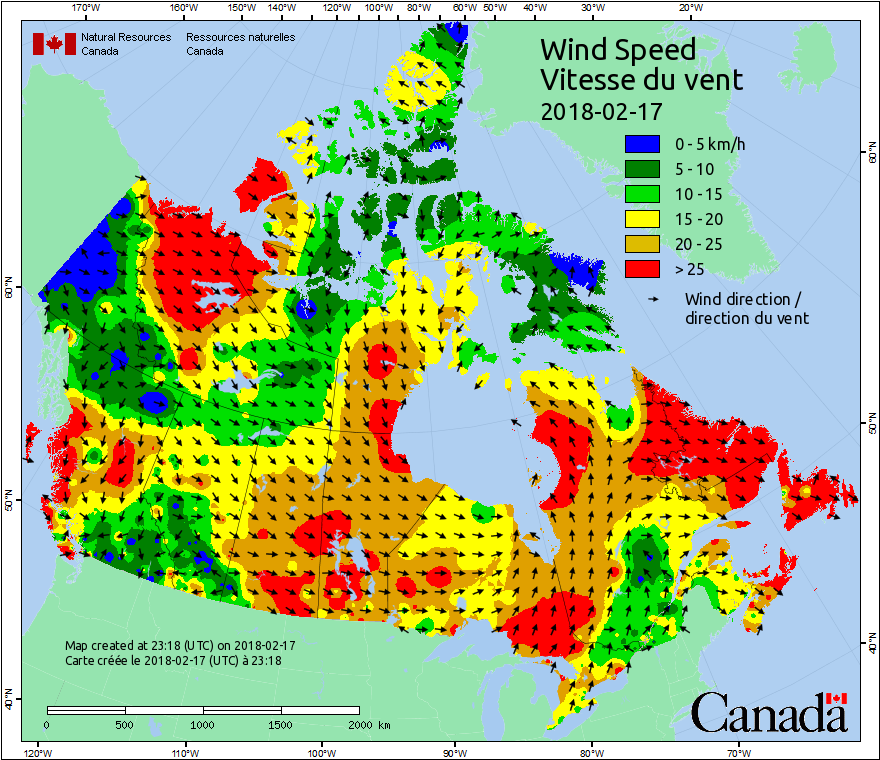 170°W 160°W 150°W 140°W 120°W 100°W 80°W 60°W 50°W 40°W 30°W 20°W
Natural Resources Ressources naturelles
Canada Canada
Wind Speed
Vitesse du vent
2018-02-17
0 - 5 km/h
5 - 10
10 - 15
15 - 20
20 - 25
> 25
Wind direction /
direction du vent
60°N 60°N
50°N 50°N
40°N 40°N
Map created at 23:18 (UTC) on 2018-02-17
Carte créée le 2018-02-17 (UTC) à 23:18
0 500 1000 1500 2000 km
Canada
120°W 110°W 100°W 90°W 80°W 70°W